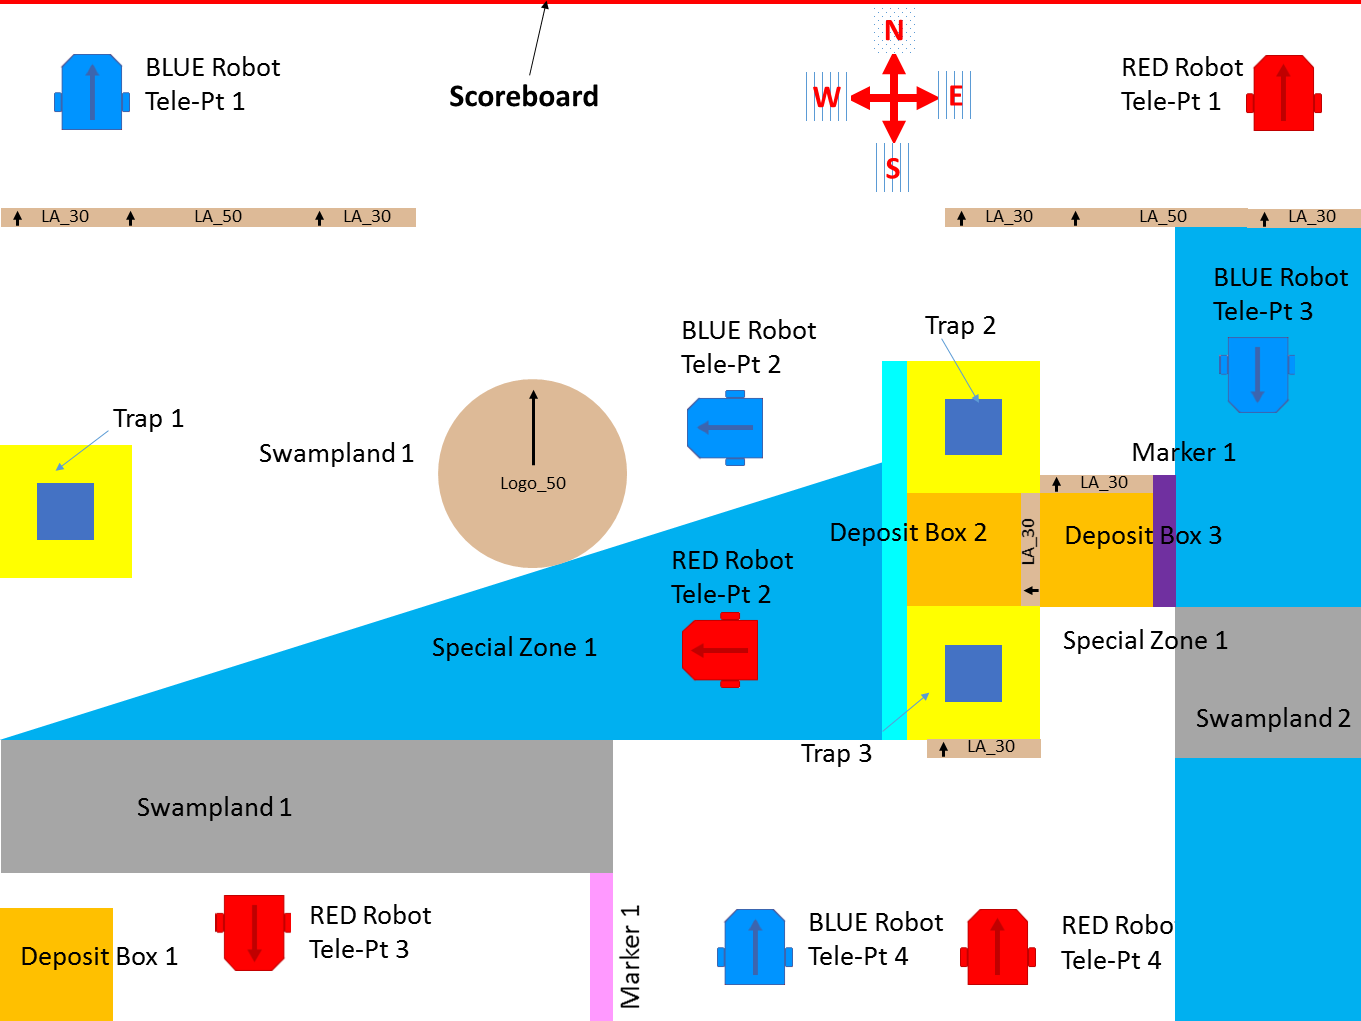 N
BLUE Robot
Tele-Pt 1
Scoreboard
W
E
RED Robot
Tele-Pt 1
S
LA_30
LA_50
LA_30
LA_30
LA_50
LA_30
BLUE Robot
Tele-Pt 3
BLUE Robot
Tele-Pt 2
Trap 2
Trap 1
Swampland 1
Logo_50
Marker 1
LA_30
Deposit Box 2
LA_30
Deposit Box 3
RED Robot
Tele-Pt 2
Special Zone 1
Special Zone 1
Swampland 2
Trap 3
LA_30
Swampland 1
RED Robot
Tele-Pt 3
Marker 1
BLUE Robot
Tele-Pt 4
RED Robo
Tele-Pt 4
Deposit Box 1